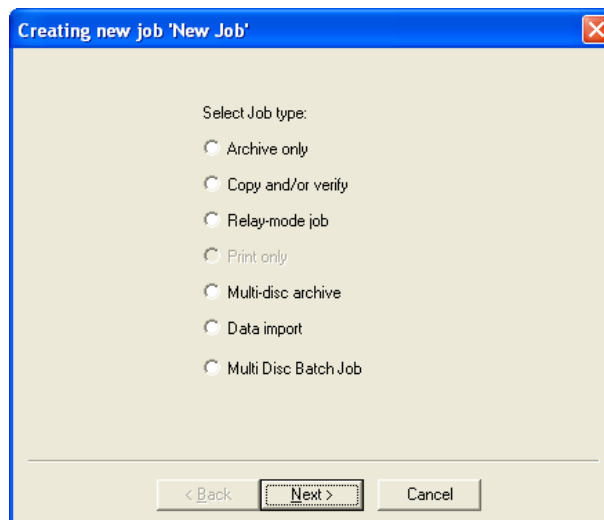 Creating new job 'New Job'
Select Job type:
Archive only
Copy and/or verify
Relay-mode job
Print only
Multi-disc archive
Data import
Multi Disc Batch Job
< Back Next > Cancel